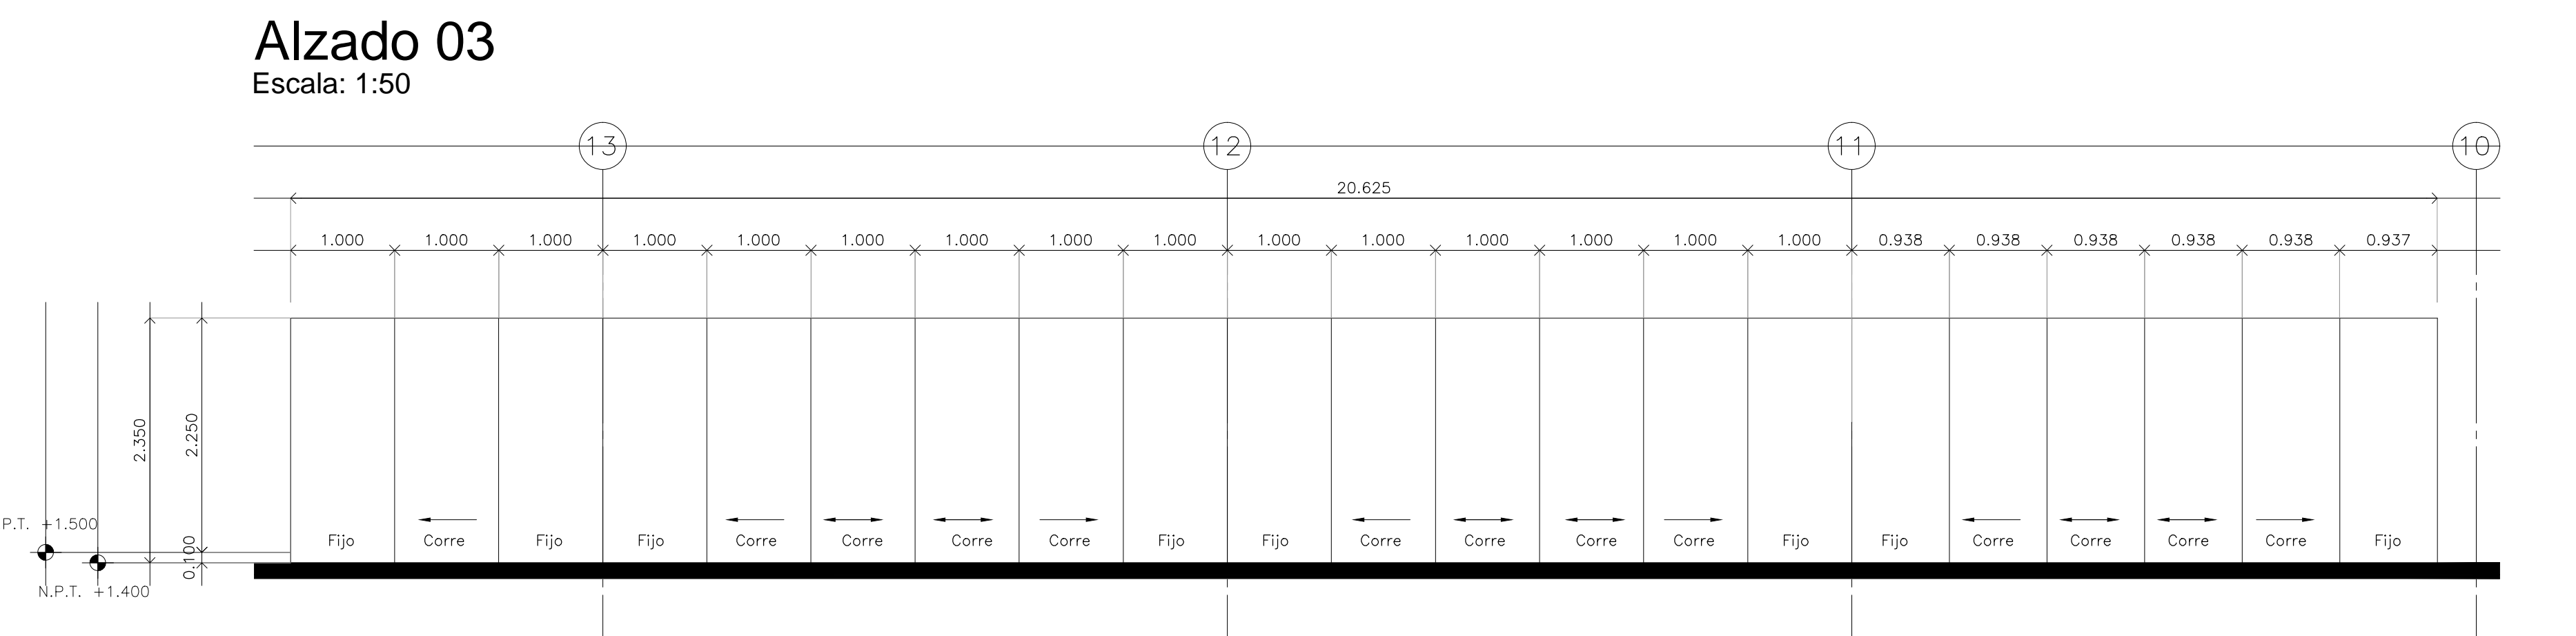 Alzado 03
Escala: 1:50
13 12 11 10
20.625
1.000 1.000 1.000 1.000 1.000 1.000 1.000 1.000 1.000 1.000 1.000 1.000 1.000 1.000 1.000 0.938 0.938 0.938 0.938 0.938 0.937
2.350
2.250
0.100
P.T. +1.500
N.P.T. +1.400
Fijo Corre Fijo Fijo Corre Corre Corre Corre Fijo Fijo Corre Corre Corre Corre Fijo Fijo Corre Corre Corre Corre Fijo